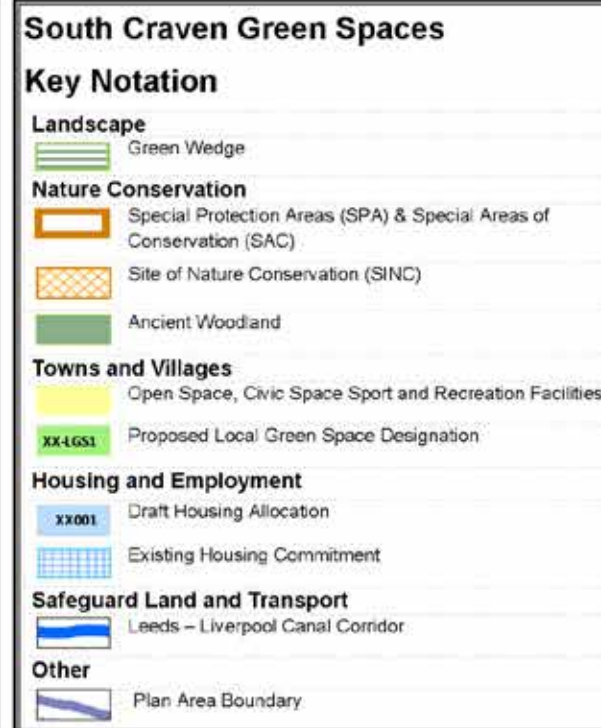 South Craven Green Spaces
Key Notation
Landscape
Green Wedge
Nature Conservation
Special Protection Areas (SPA) & Special Areas of
Conservation (SAC)
Site of Nature Conservation (SINC)
Ancient Woodland
Towns and Villages
Open Space, Civic Space Sport and Recreation Facilities
XX-LGS1 Proposed Local Green Space Designation
Housing and Employment
XX001 Draft Housing Allocation
Existing Housing Commitment
Safeguard Land and Transport
Leeds – Liverpool Canal Corridor
Other
Plan Area Boundary